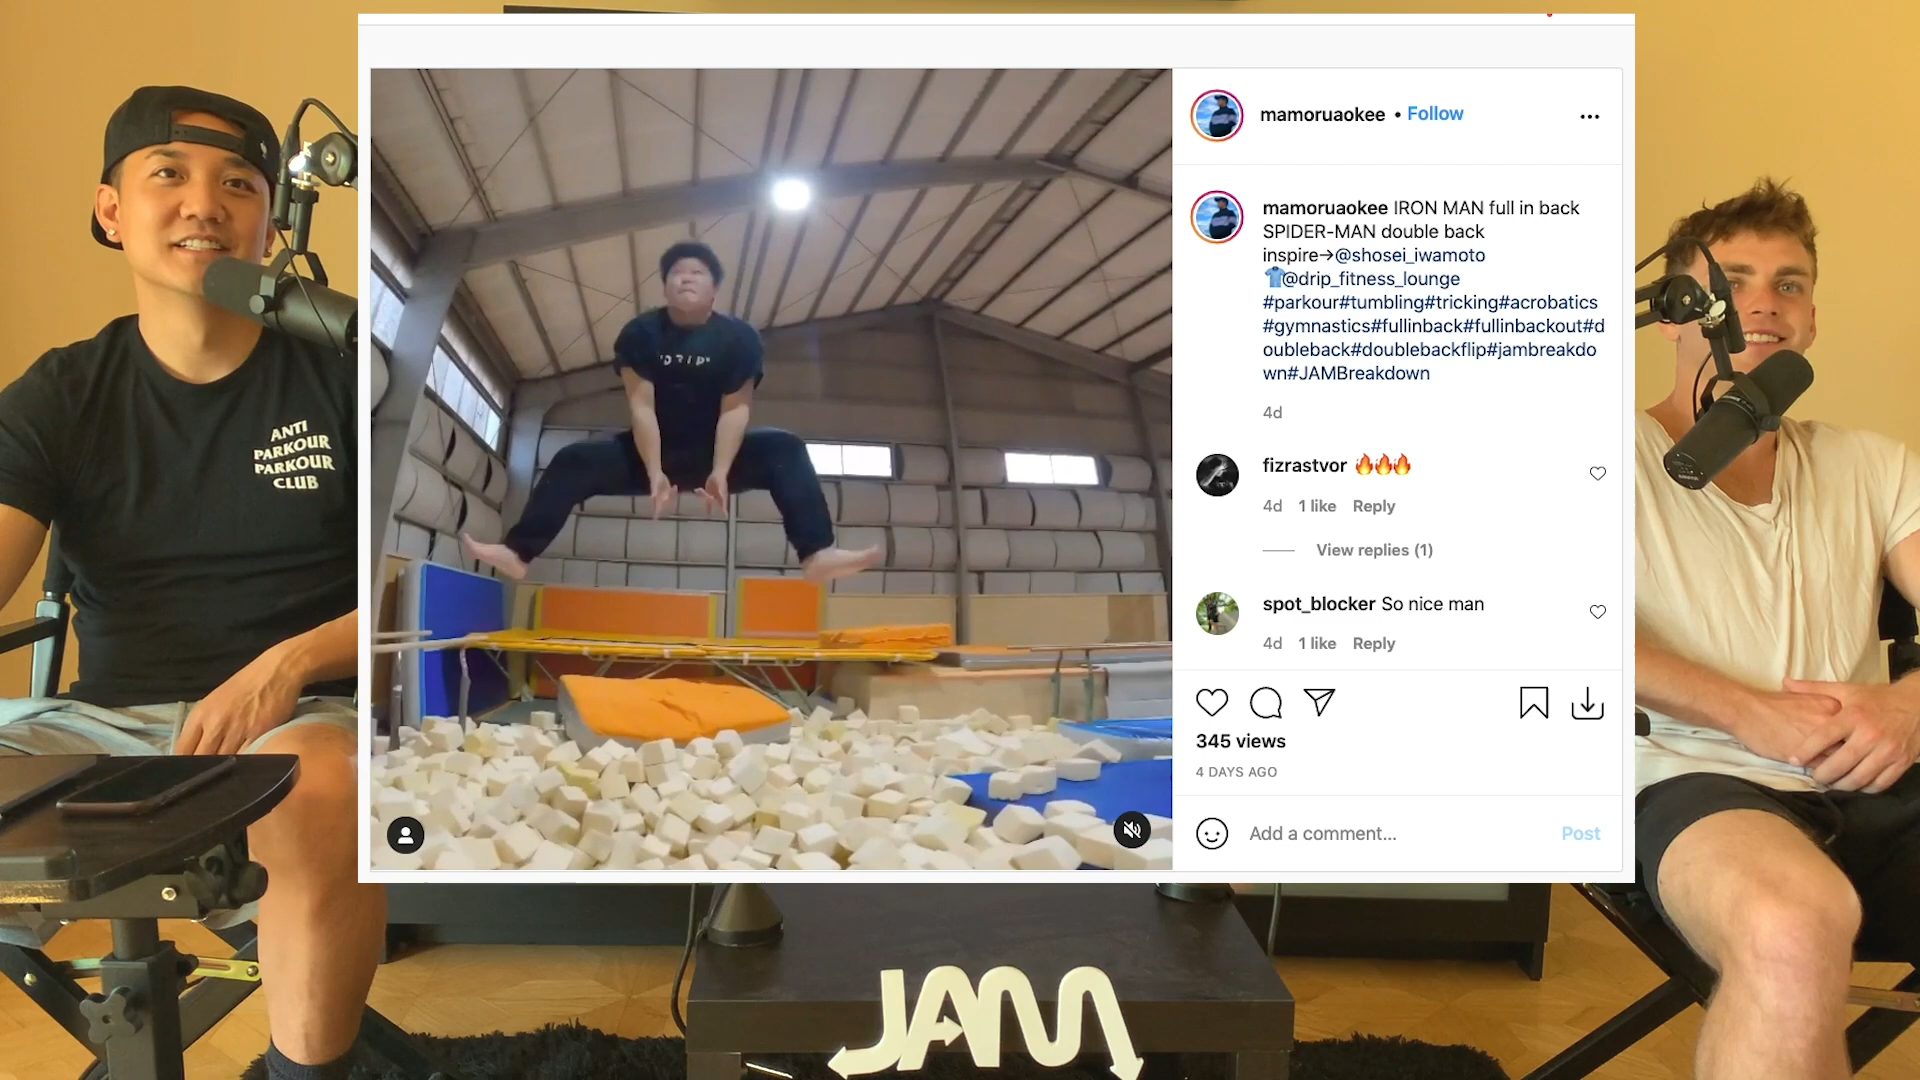 mamoruaokee • Follow
mamoruaokee IRON MAN full in back
SPIDER-MAN double back
inspire→@shosei_iwamoto
👕@drip_fitness_lounge
#parkour#tumbling#tricking#acrobatics
#gymnastics#fullinback#fullinbackout#d
oubleback#doublebackflip#jambreakdo
wn#JAMBreakdown
4d
fizrastvor 🔥🔥🔥
4d 1 like Reply
View replies (1)
spot_blocker So nice man
4d 1 like Reply
345 views
4 DAYS AGO
Add a comment... Post
"DRIP"
ANTI
PARKOUR
PARKOUR
CLUB
JAM